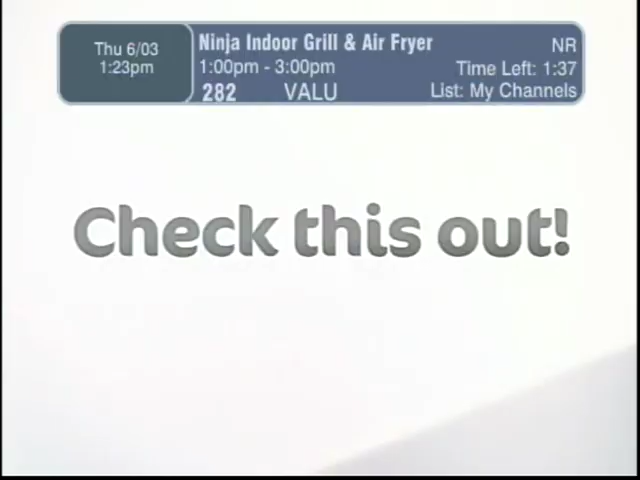 Thu 6/03
1:23pm
Ninja Indoor Grill & Air Fryer
NR
1:00pm - 3:00pm
Time Left: 1:37
282
VALU
List: My Channels
Check this out!